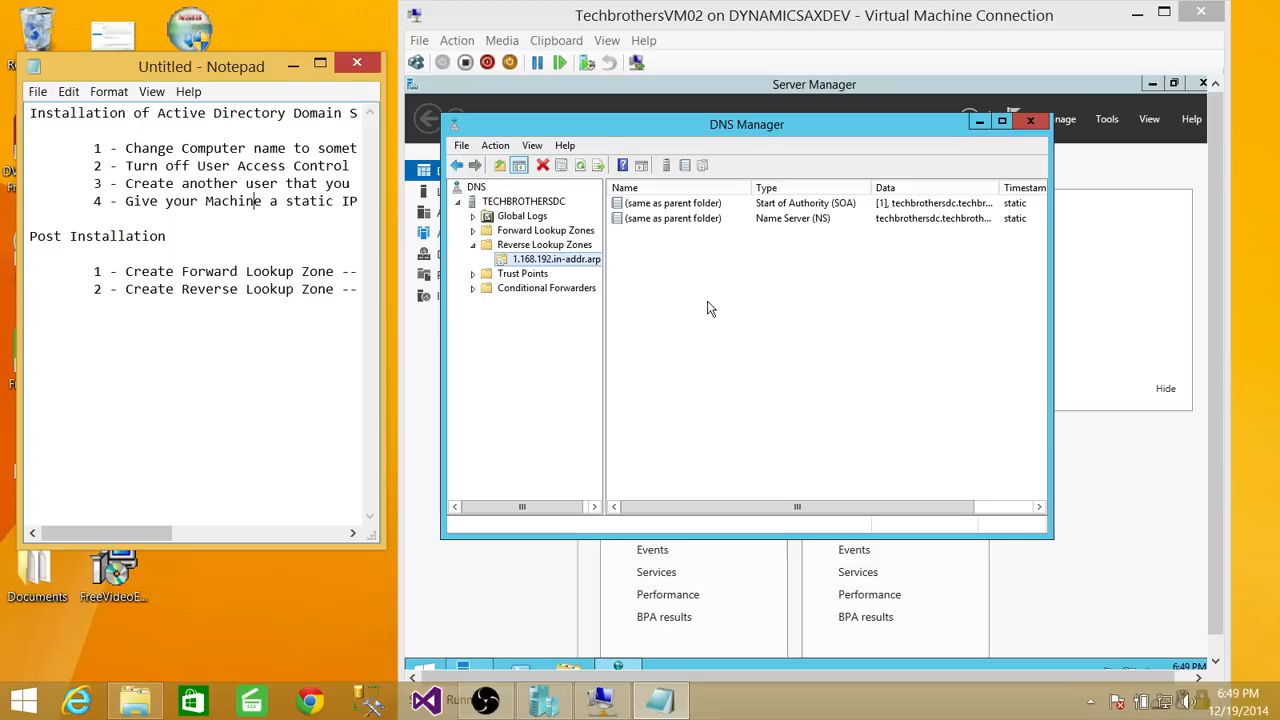 TechbrothersVM02 on DYNAMICSAXDEV - Virtual Machine Connection
File Action Media Clipboard View Help
Server Manager
Tools View Help
Hide
Untitled - Notepad
File Edit Format View Help
Installation of Active Directory Domain S
1 - Change Computer name to somet
2 - Turn off User Access Control
3 - Create another user that you
4 - Give your Machine a static IP
Post Installation
1 - Create Forward Lookup Zone --
2 - Create Reverse Lookup Zone --
DNS Manager
File Action View Help
DNS
TECHBROTHERSDC
Global Logs
Forward Lookup Zones
Reverse Lookup Zones
1.168.192.in-addr.arp
Trust Points
Conditional Forwarders
Name Type Data Timestam
(same as parent folder) Start of Authority (SOA) [1], techbrothersdc.techbr... static
(same as parent folder) Name Server (NS) techbrothersdc.techbroth... static
Events Events
Services Services
Performance Performance
BPA results BPA results
Documents FreeVideoE...
6:49 PM
6:49 PM
12/19/2014